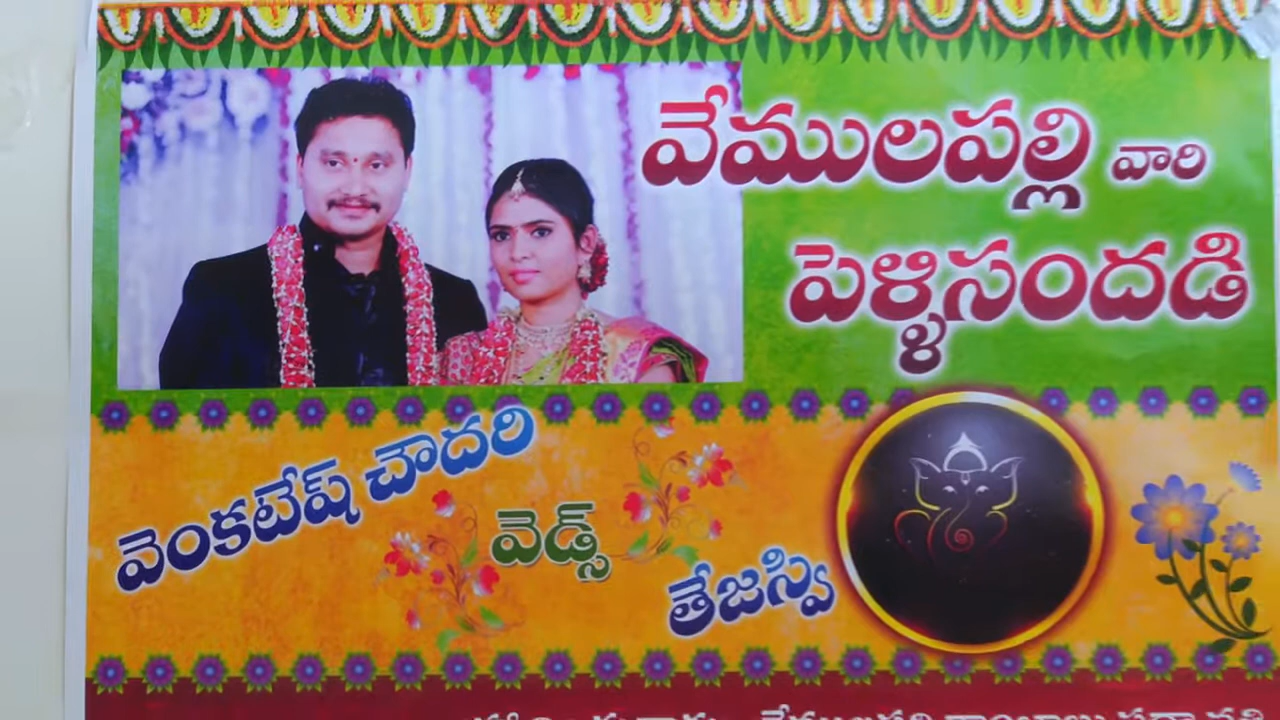 వేములపల్లి వారి
పెళ్ళిసందడి
వెంకటేష్ చౌదరి
వెడ్స్
తేజస్వి